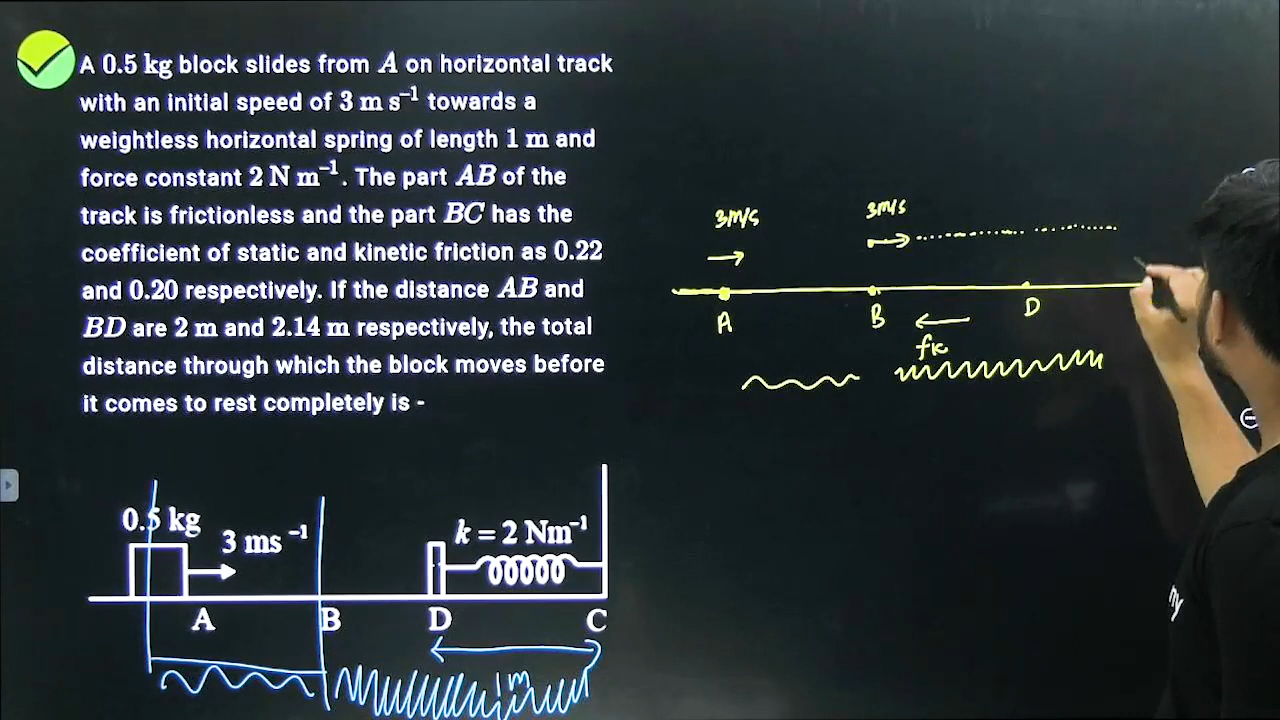 A 0.5 kg block slides from A on horizontal track
with an initial speed of 3 m s⁻¹ towards a
weightless horizontal spring of length 1 m and
force constant 2 N m⁻¹. The part AB of the
track is frictionless and the part BC has the
coefficient of static and kinetic friction as 0.22
and 0.20 respectively. If the distance AB and
BD are 2 m and 2.14 m respectively, the total
distance through which the block moves before
it comes to rest completely is -
3M/S
3M/S
A
B
D
fk
0.5 kg
3 ms⁻¹
k = 2 Nm⁻¹
A
B
D
C
1m